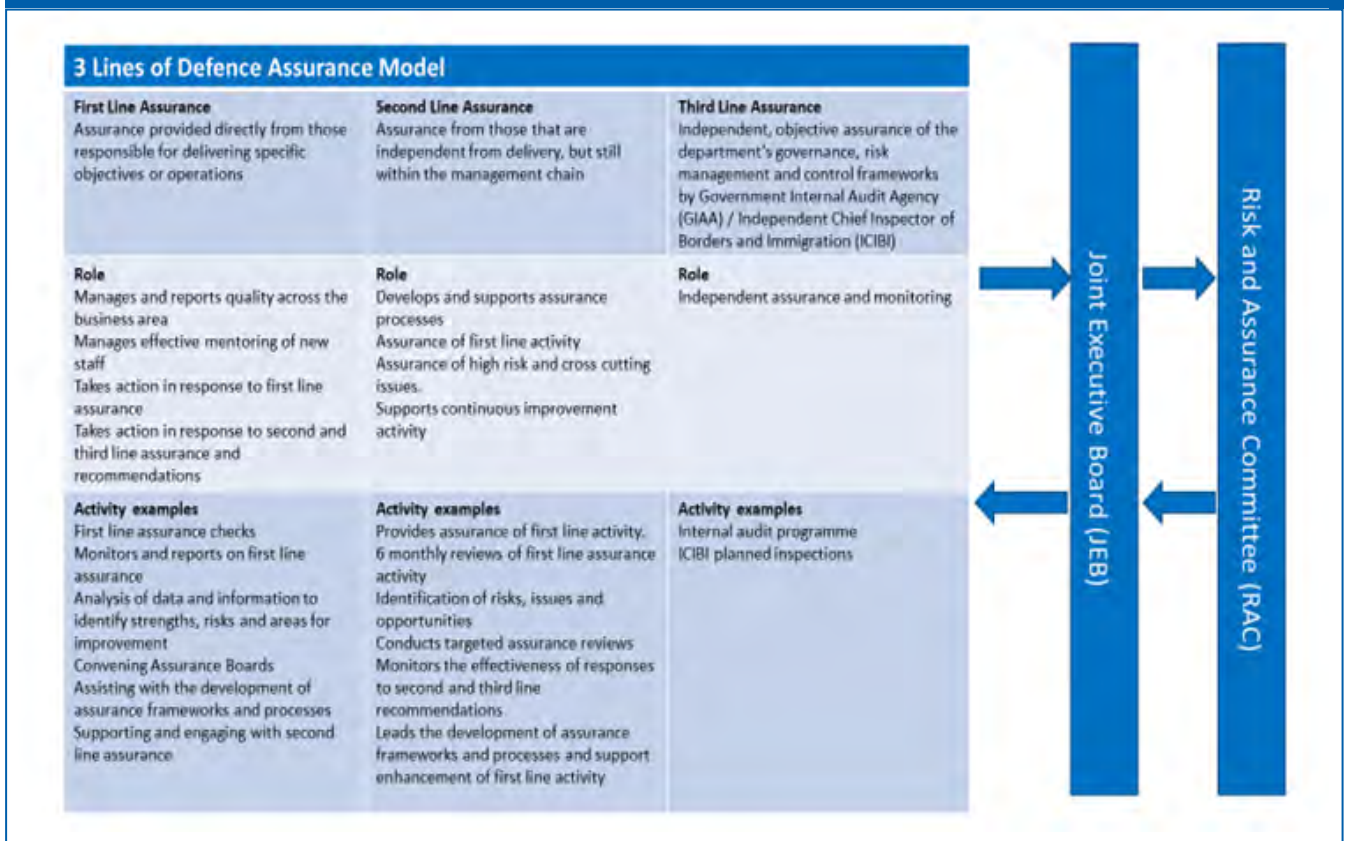 3 Lines of Defence Assurance Model
First Line Assurance
Assurance provided directly from those
responsible for delivering specific
objectives or operations
Second Line Assurance
Assurance from those that are
independent from delivery, but still
within the management chain
Third Line Assurance
Independent, objective assurance of the
department's governance, risk
management and control frameworks
by Government Internal Audit Agency
(GIAA) / Independent Chief Inspector of
Borders and Immigration (ICIBI)
Role
Manages and reports quality across the
business area
Manages effective mentoring of new
staff
Takes action in response to first line
assurance
Takes action in response to second and
third line assurance and
recommendations
Role
Develops and supports assurance
processes
Assurance of first line activity
Assurance of high risk and cross cutting
issues.
Supports continuous improvement
activity
Role
Independent assurance and monitoring
Activity examples
First line assurance checks
Monitors and reports on first line
assurance
Analysis of data and information to
identify strengths, risks and areas for
improvement
Convening Assurance Boards
Assisting with the development of
assurance frameworks and processes
Supporting and engaging with second
line assurance
Activity examples
Provides assurance of first line activity.
6 monthly reviews of first line assurance
activity
Identification of risks, issues and
opportunities
Conducts targeted assurance reviews
Monitors the effectiveness of responses
to second and third line
recommendations
Leads the development of assurance
frameworks and processes and support
enhancement of first line activity
Activity examples
Internal audit programme
ICIBI planned inspections
Joint Executive Board (JEB)
Risk and Assurance Committee (RAC)